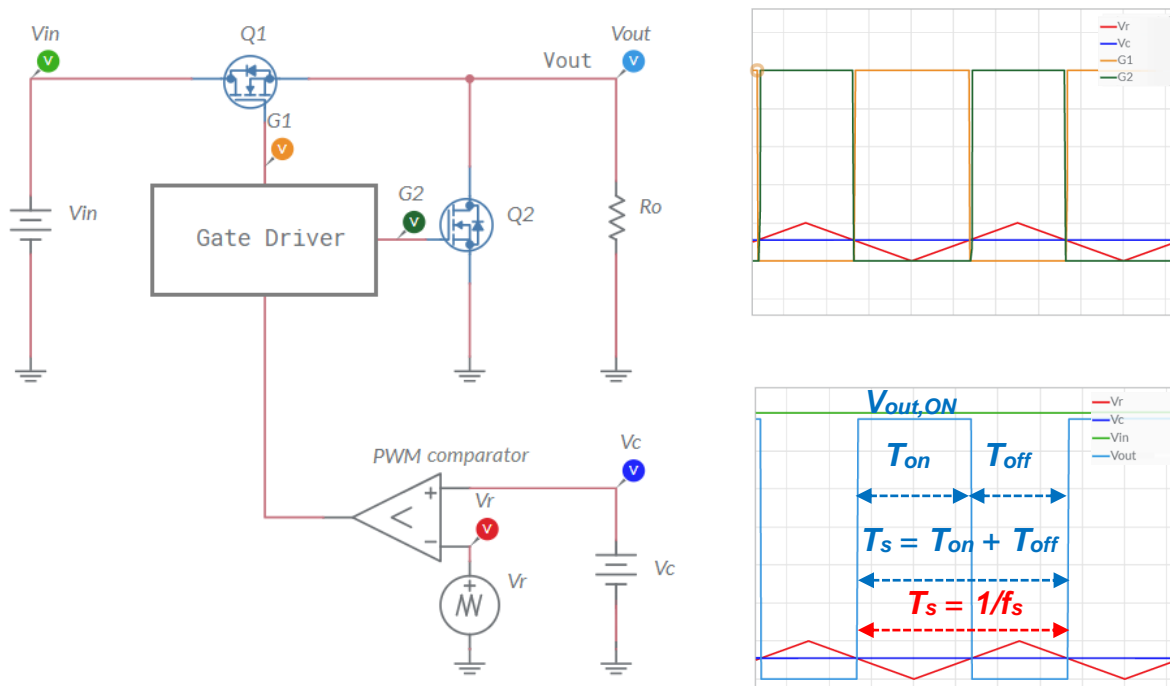 Vin
Q1
Vout
V
V
Vout
G1
V
G2
V
Vin
Gate Driver
Q2
Ro
PWM comparator
Vc
V
Vr
V
+
<
−
Vr
+
Vc
Vr
Vc
G1
G2
Vout,ON
Vr
Vc
Vin
Vout
Ton
Toff
Ts = Ton + Toff
Ts = 1/fs